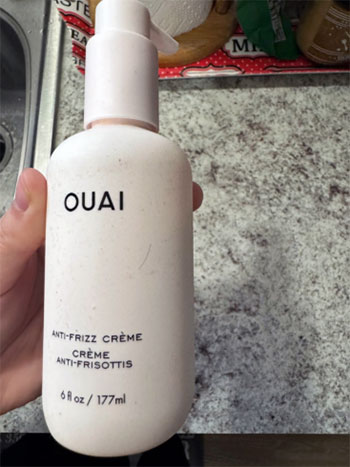 OUAI
ANTI-FRIZZ CRÈME
CRÈME
ANTI-FRISOTTIS
6 fl oz / 177ml